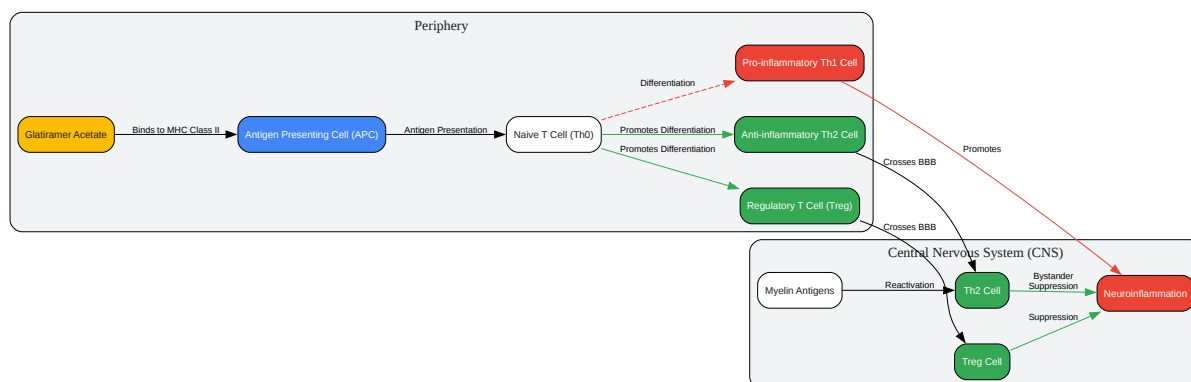 Periphery
Pro-inflammatory Th1 Cell
Differentiation
Glatiramer Acetate
Binds to MHC Class II
Antigen Presenting Cell (APC)
Antigen Presentation
Naive T Cell (Th0)
Promotes Differentiation
Anti-inflammatory Th2 Cell
Promotes Differentiation
Promotes
Crosses BBB
Regulatory T Cell (Treg)
Crosses BBB
Central Nervous System (CNS)
Myelin Antigens
Reactivation
Th2 Cell
Bystander
Suppression
Neuroinflammation
Suppression
Treg Cell